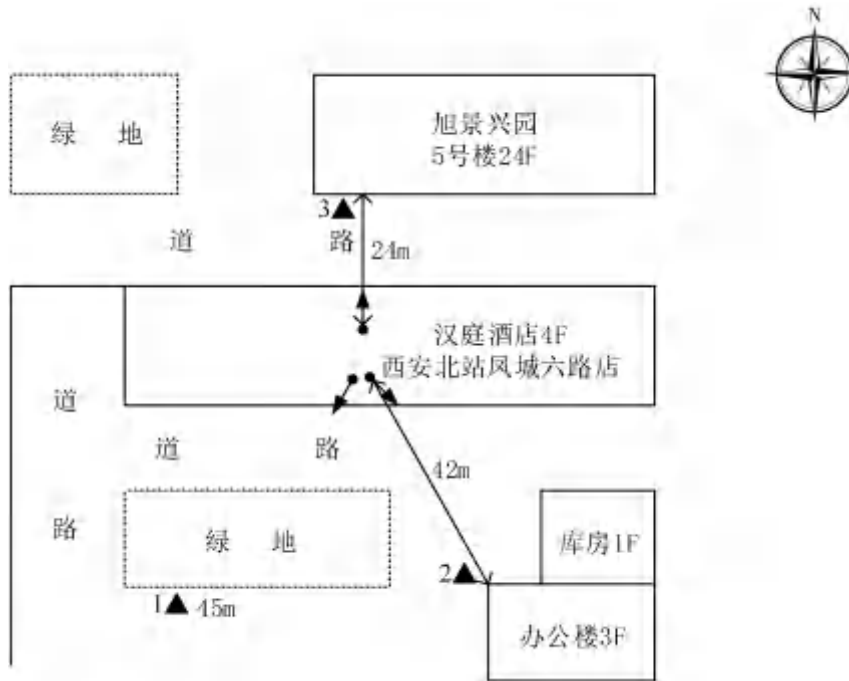 N
绿 地
旭景兴园
5号楼24F
3
道 路
24m
汉庭酒店4F
西安北站凤城六路店
道
路
道 路
42m
绿 地
库房1F
2
1
45m
办公楼3F